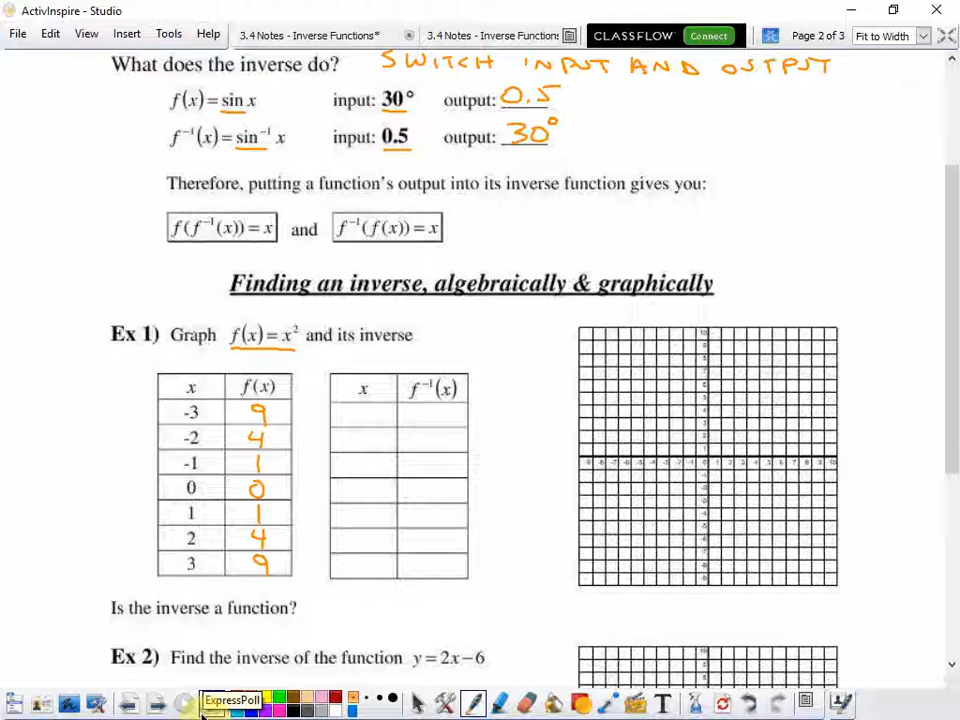 ActivInspire - Studio
File Edit View Insert Tools Help 3.4 Notes - Inverse Functions* 3.4 Notes - Inverse Functions CLASSFLOW Connect Page 2 of 3 Fit to Width
What does the inverse do? SWITCH INPUT AND OUTPUT
f(x) = sin x input: 30° output: 0.5
f⁻¹(x) = sin⁻¹ x input: 0.5 output: 30°
Therefore, putting a function's output into its inverse function gives you:
f(f⁻¹(x)) = x and f⁻¹(f(x)) = x
Finding an inverse, algebraically & graphically
Ex 1) Graph f(x) = x² and its inverse
x f(x) x f⁻¹(x)
-3 9
-2 4
-1 1
0 0
1 1
2 4
3 9
Is the inverse a function?
Ex 2) Find the inverse of the function y = 2x – 6
ExpressPoll